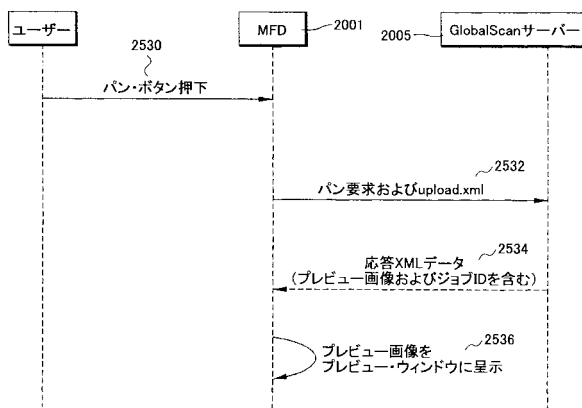 ユーザー
MFD
2001
2005
GlobalScanサーバー
2530
パン・ボタン押下
2532
パン要求およびupload.xml
2534
応答XMLデータ
(プレビュー画像およびジョブIDを含む)
2536
プレビュー画像を
プレビュー・ウィンドウに呈示